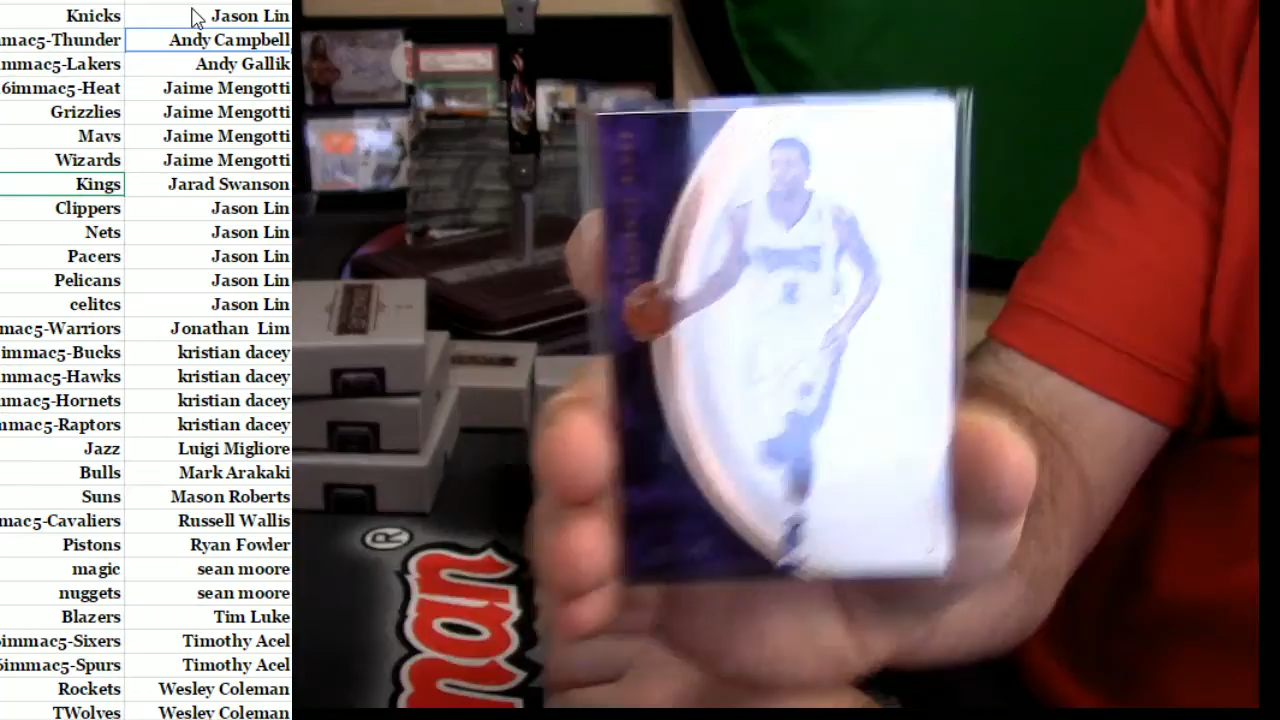 Knicks Jason Lin
mac5-Thunder Andy Campbell
mmac5-Lakers Andy Gallik
6immac5-Heat Jaime Mengotti
Grizzlies Jaime Mengotti
Mavs Jaime Mengotti
Wizards Jaime Mengotti
Kings Jarad Swanson
Clippers Jason Lin
Nets Jason Lin
Pacers Jason Lin
Pelicans Jason Lin
celitcs Jason Lin
mac5-Warriors Jonathan Lim
immac5-Bucks kristian dacey
mmac5-Hawks kristian dacey
mac5-Hornets kristian dacey
mac5-Raptors kristian dacey
Jazz Luigi Migliore
Bulls Mark Arakaki
Suns Mason Roberts
mac5-Cavaliers Russell Wallis
Pistons Ryan Fowler
magic sean moore
nuggets sean moore
Blazers Tim Luke
immac5-Sixers Timothy Acel
6immac5-Spurs Timothy Acel
Rockets Wesley Coleman
TWolves Wesley Coleman
®
man